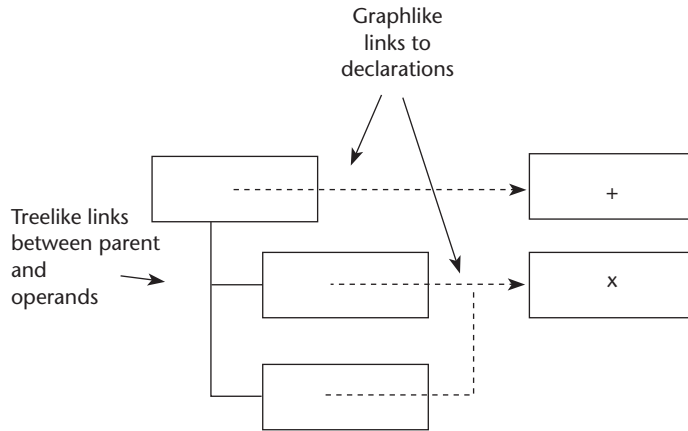 Graphlike
links to
declarations
+
Treelike links
between parent
and
operands
x